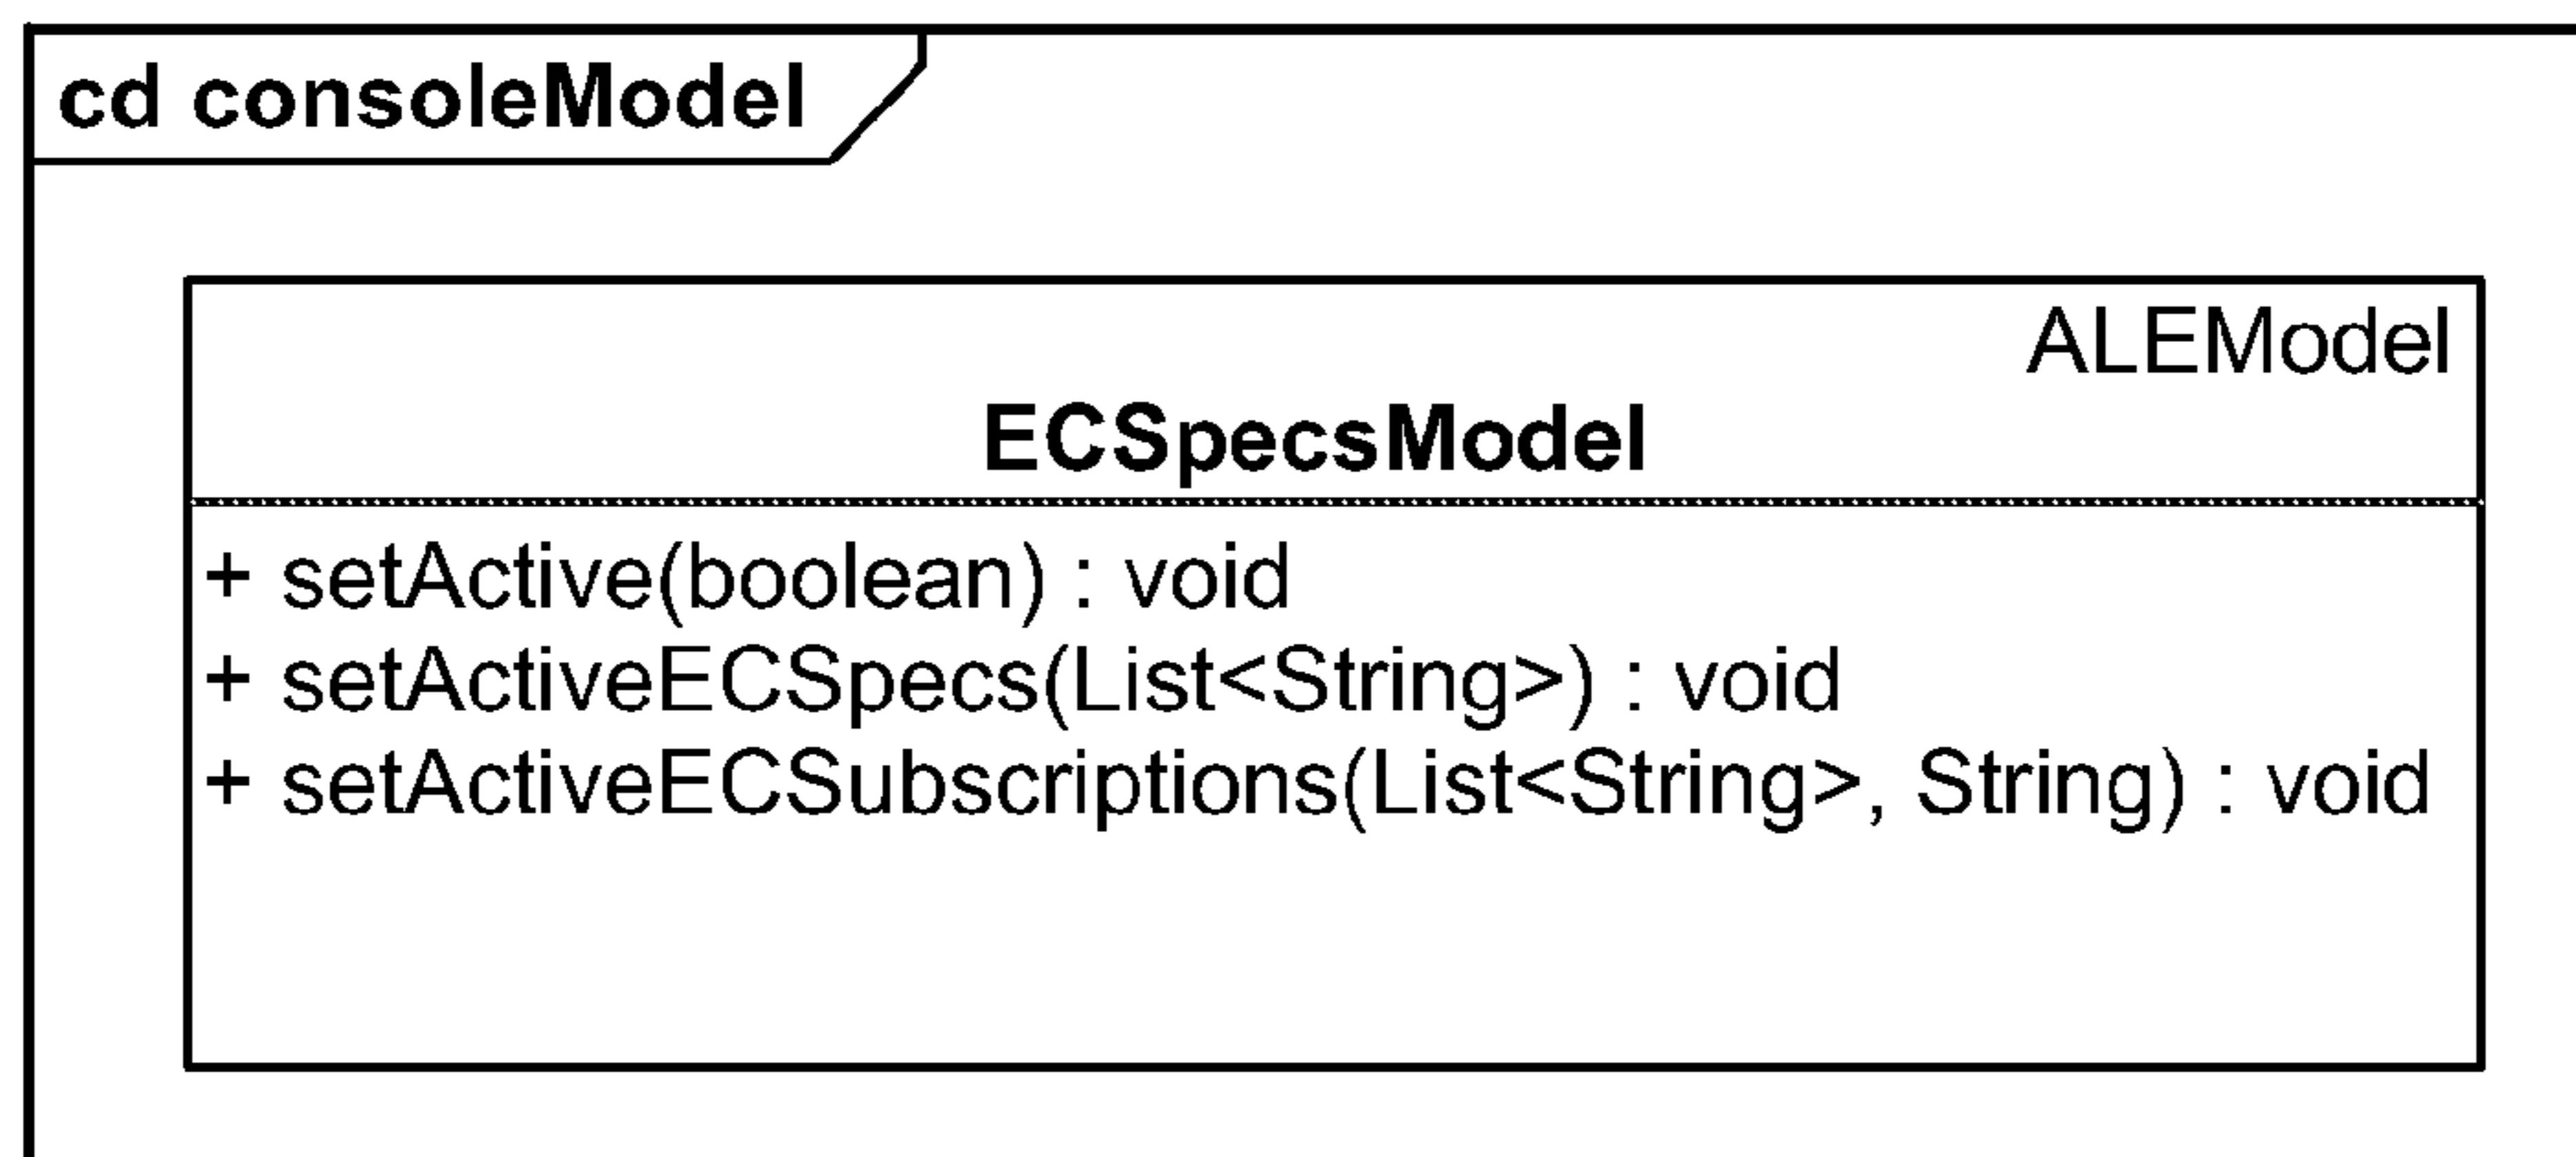 cd consoleModel
ALEModel
ECSpecsModel
+ setActive(boolean) : void
+ setActiveECSpecs(List<String>) : void
+ setActiveECSubscriptions(List<String>, String) : void